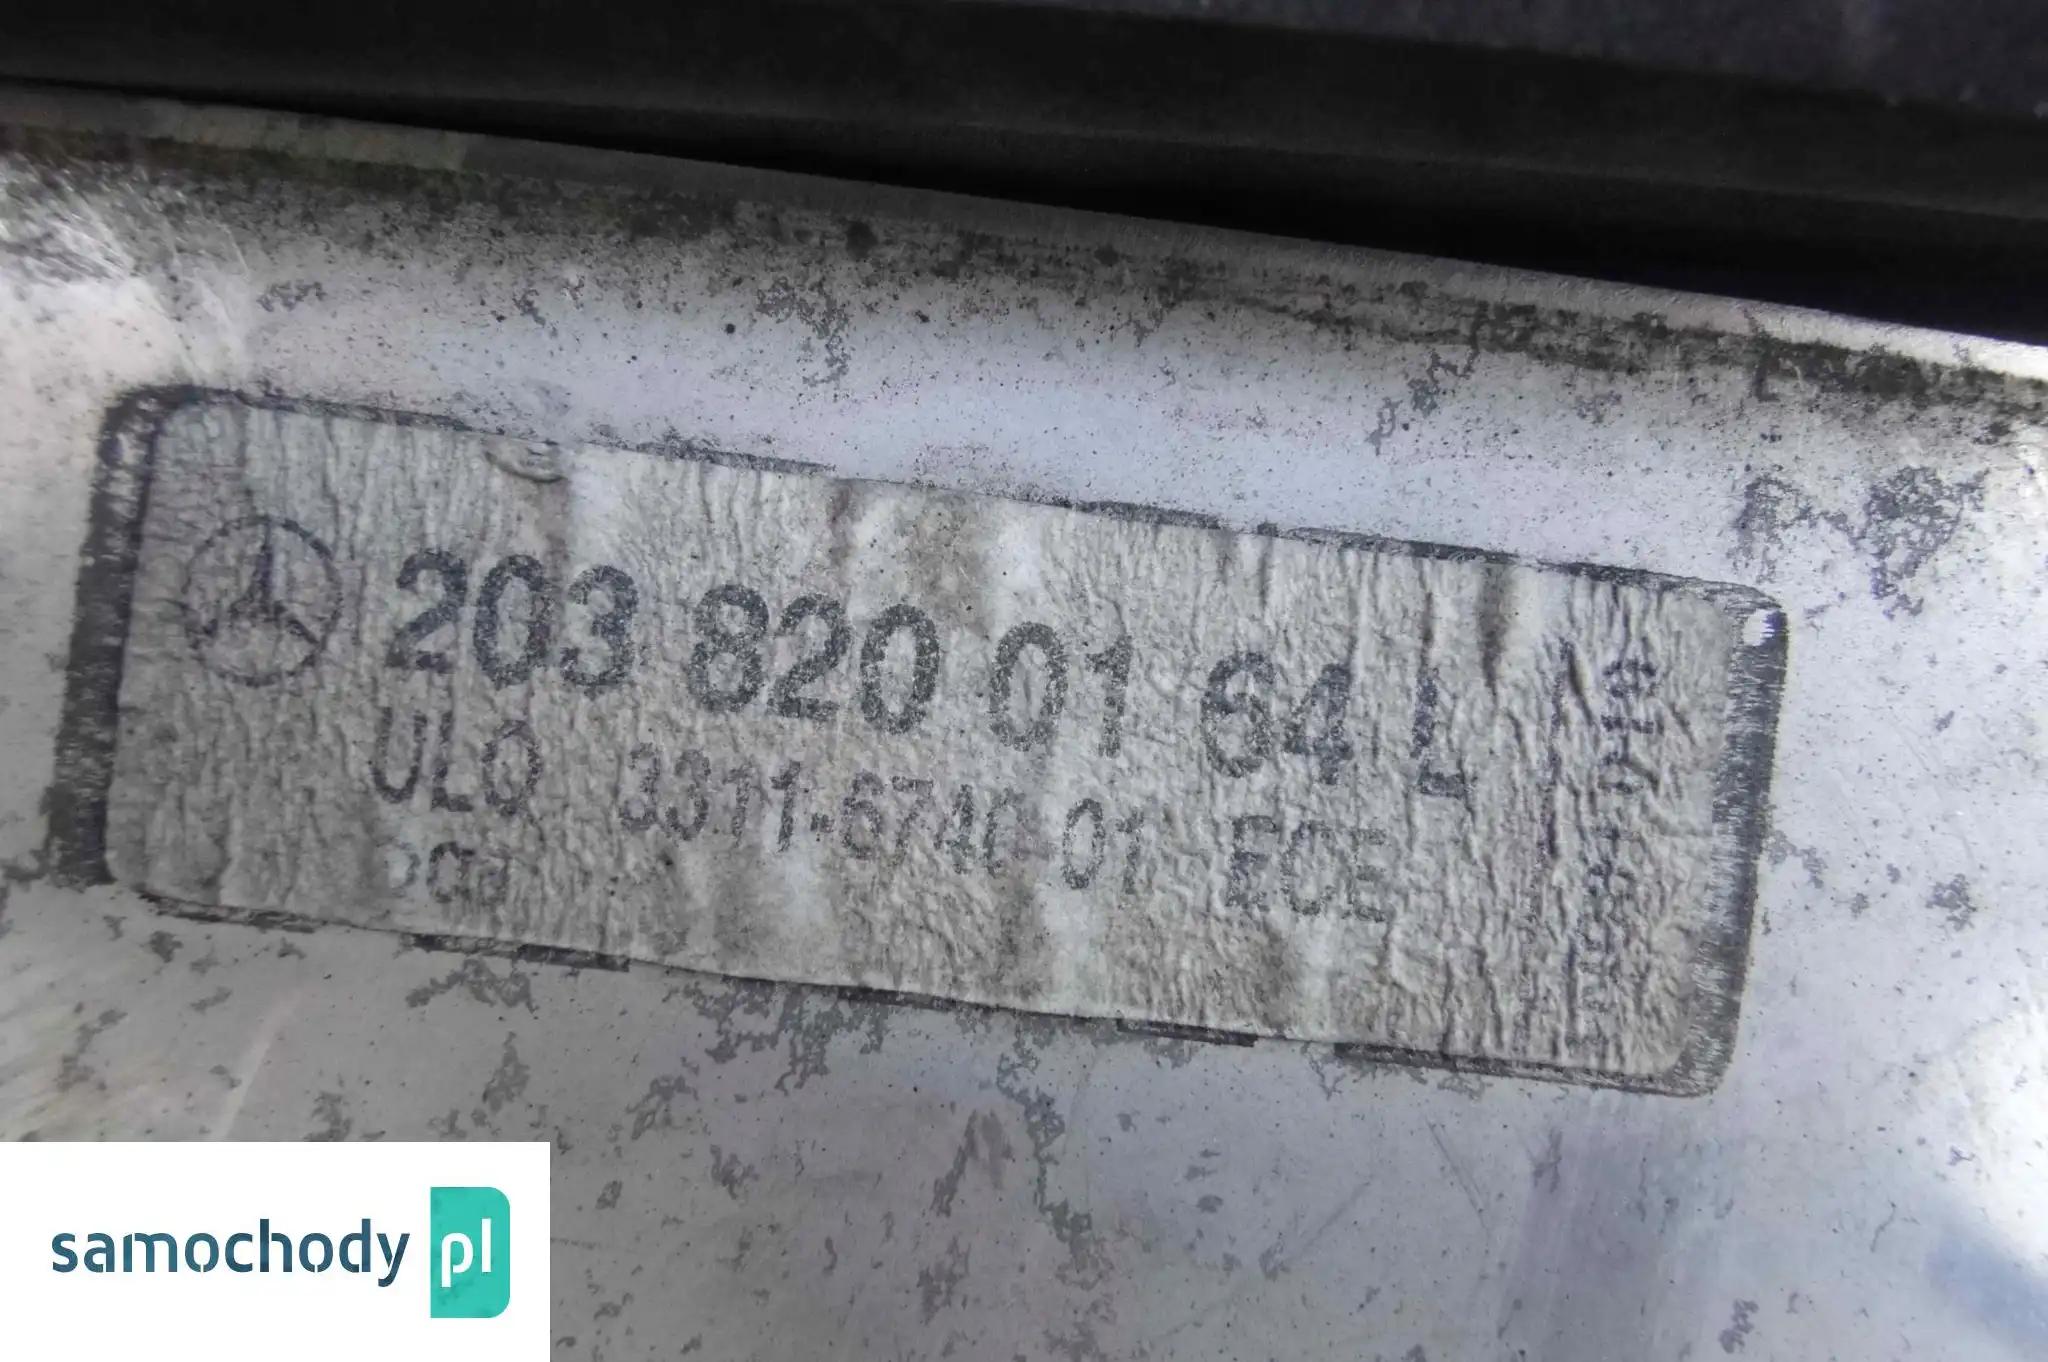 203 820 01 64 L
ULO 3311-6740 01 ECE
samochody pl